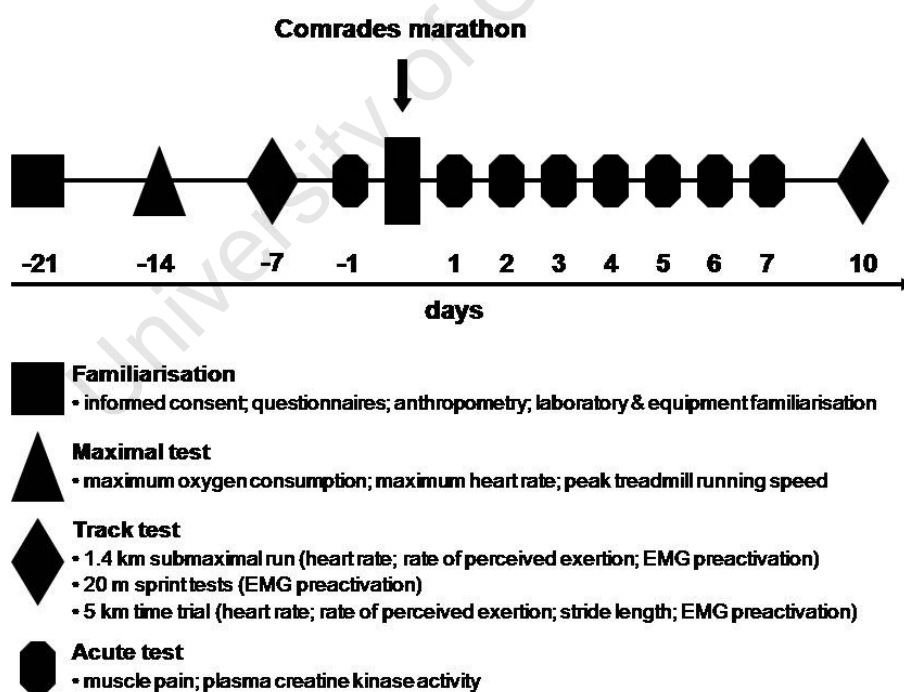 Comrades marathon
-21 -14 -7 -1 1 2 3 4 5 6 7 10
days
Familiarisation
• informed consent; questionnaires; anthropometry; laboratory & equipment familiarisation
Maximal test
• maximum oxygen consumption; maximum heart rate; peak treadmill running speed
Track test
• 1.4 km submaximal run (heart rate; rate of perceived exertion; EMG preactivation)
• 20 m sprint tests (EMG preactivation)
• 5 km time trial (heart rate; rate of perceived exertion; stride length; EMG preactivation)
Acute test
• muscle pain; plasma creatine kinase activity
University of C